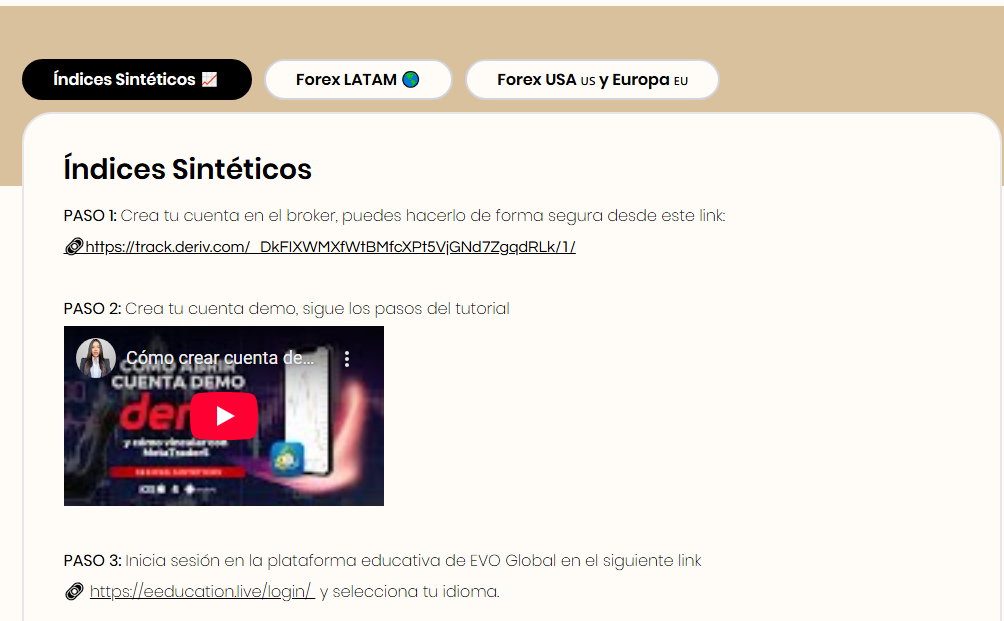 Índices Sintéticos 📈
Forex LATAM 🌎
Forex USA US y Europa EU
Índices Sintéticos
PASO 1: Crea tu cuenta en el broker, puedes hacerlo de forma segura desde este link:
🔗 https://track.deriv.com/_DkFlXWMXfWtBMfcXPt5VjGNd7ZgqdRLk/1/
PASO 2: Crea tu cuenta demo, sigue los pasos del tutorial
Cómo crear cuenta de...
CÓMO ABRIR
CUENTA DEMO
der
y cómo vincular con
MetaTrader5
PASO 3: Inicia sesión en la plataforma educativa de EVO Global en el siguiente link
🔗 https://eeducation.live/login/ y selecciona tu idioma.